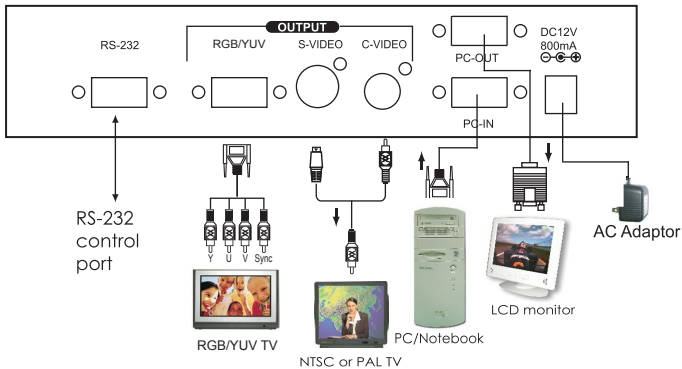 OUTPUT
RS-232
RGB/YUV
S-VIDEO
C-VIDEO
PC-OUT
DC12V
800mA
PC-IN
RS-232
control
port
Y U V Sync
AC Adaptor
LCD monitor
RGB/YUV TV
PC/Notebook
NTSC or PAL TV